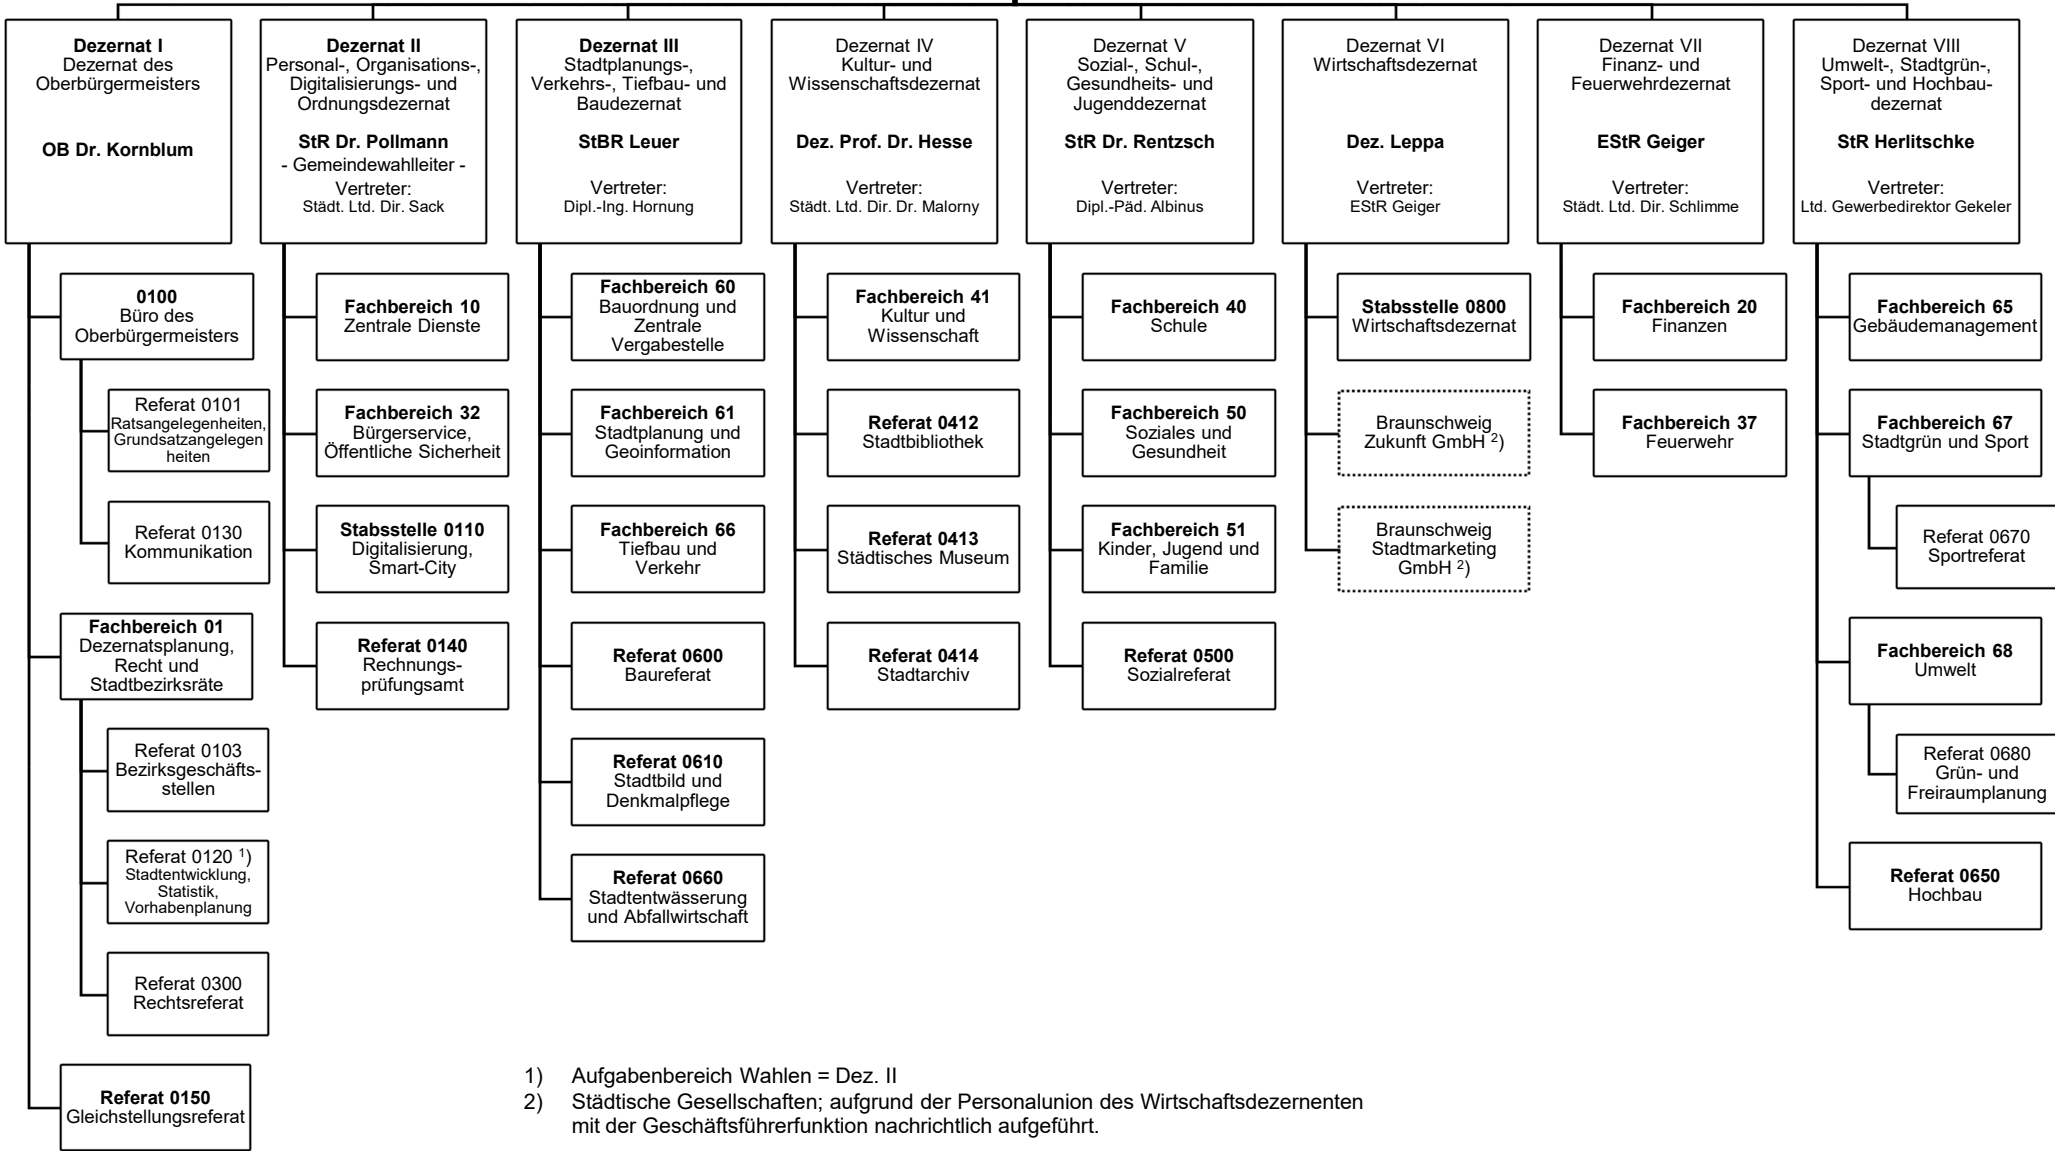 Dezernat I
Dezernat des
Oberbürgermeisters
OB Dr. Kornblum
0100
Büro des
Oberbürgermeisters
Referat 0101
Ratsangelegenheiten,
Grundsatzangelegen
heiten
Referat 0130
Kommunikation
Fachbereich 01
Dezernatsplanung,
Recht und
Stadtbezirksräte
Referat 0103
Bezirksgeschäfts-
stellen
Referat 0120 ¹)
Stadtentwicklung,
Statistik,
Vorhabenplanung
Referat 0300
Rechtsreferat
Referat 0150
Gleichstellungsreferat
Dezernat II
Personal-, Organisations-,
Digitalisierungs- und
Ordnungsdezernat
StR Dr. Pollmann
- Gemeindewahlleiter -
Vertreter:
Städt. Ltd. Dir. Sack
Fachbereich 10
Zentrale Dienste
Fachbereich 32
Bürgerservice,
Öffentliche Sicherheit
Stabsstelle 0110
Digitalisierung,
Smart-City
Referat 0140
Rechnungs-
prüfungsamt
Dezernat III
Stadtplanungs-,
Verkehrs-, Tiefbau- und
Baudezernat
StBR Leuer
Vertreter:
Dipl.-Ing. Hornung
Fachbereich 60
Bauordnung und
Zentrale
Vergabestelle
Fachbereich 61
Stadtplanung und
Geoinformation
Fachbereich 66
Tiefbau und
Verkehr
Referat 0600
Baureferat
Referat 0610
Stadtbild und
Denkmalpflege
Referat 0660
Stadtentwässerung
und Abfallwirtschaft
Dezernat IV
Kultur- und
Wissenschaftsdezernat
Dez. Prof. Dr. Hesse
Vertreter:
Städt. Ltd. Dir. Dr. Malorny
Fachbereich 41
Kultur und
Wissenschaft
Referat 0412
Stadtbibliothek
Referat 0413
Städtisches Museum
Referat 0414
Stadtarchiv
Dezernat V
Sozial-, Schul-,
Gesundheits- und
Jugenddezernat
StR Dr. Rentzsch
Vertreter:
Dipl.-Päd. Albinus
Fachbereich 40
Schule
Fachbereich 50
Soziales und
Gesundheit
Fachbereich 51
Kinder, Jugend und
Familie
Referat 0500
Sozialreferat
Dezernat VI
Wirtschaftsdezernat
Dez. Leppa
Vertreter:
EStR Geiger
Stabsstelle 0800
Wirtschaftsdezernat
Braunschweig
Zukunft GmbH ²)
Braunschweig
Stadtmarketing
GmbH ²)
Dezernat VII
Finanz- und
Feuerwehrdezernat
EStR Geiger
Vertreter:
Städt. Ltd. Dir. Schlimme
Fachbereich 20
Finanzen
Fachbereich 37
Feuerwehr
Dezernat VIII
Umwelt-, Stadtgrün-,
Sport- und Hochbau-
dezernat
StR Herlitschke
Vertreter:
Ltd. Gewerbedirektor Gekeler
Fachbereich 65
Gebäudemanagement
Fachbereich 67
Stadtgrün und Sport
Referat 0670
Sportreferat
Fachbereich 68
Umwelt
Referat 0680
Grün- und
Freiraumplanung
Referat 0650
Hochbau
1) Aufgabenbereich Wahlen = Dez. II
2) Städtische Gesellschaften; aufgrund der Personalunion des Wirtschaftsdezernenten
mit der Geschäftsführerfunktion nachrichtlich aufgeführt.